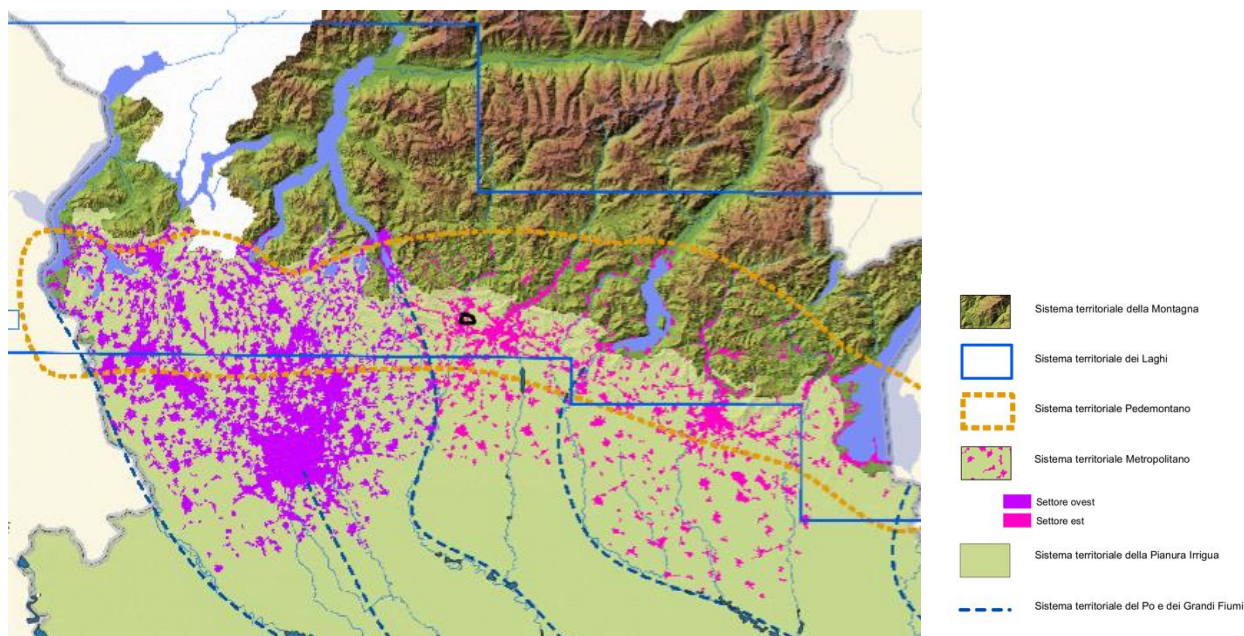 Sistema territoriale della Montagna
Sistema territoriale dei Laghi
Sistema territoriale Pedemontano
Sistema territoriale Metropolitano
Settore ovest
Settore est
Sistema territoriale della Pianura Irrigua
Sistema territoriale del Po e dei Grandi Fiumi